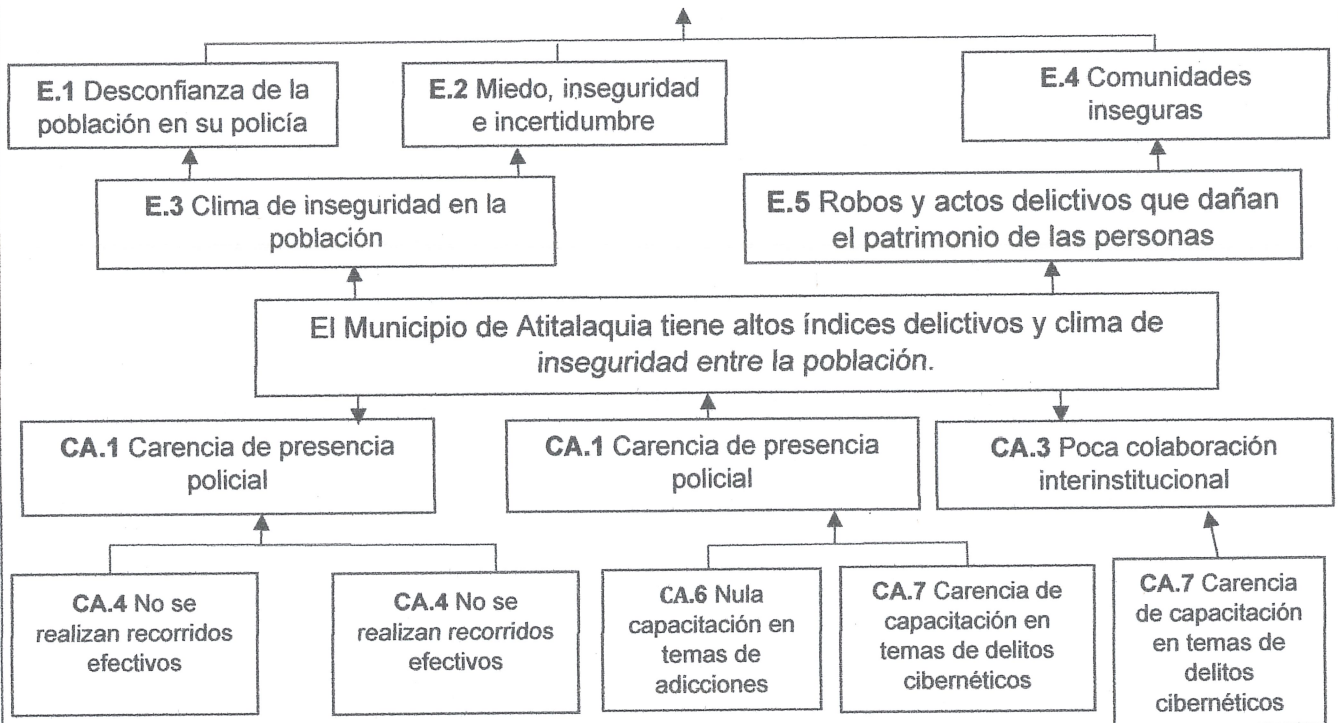 E.1 Desconfianza de la
población en su policía
E.2 Miedo, inseguridad
e incertidumbre
E.4 Comunidades
inseguras
E.3 Clima de inseguridad en la
población
E.5 Robos y actos delictivos que dañan
el patrimonio de las personas
El Municipio de Atitalaquia tiene altos índices delictivos y clima de
inseguridad entre la población.
CA.1 Carencia de presencia
policial
CA.1 Carencia de presencia
policial
CA.3 Poca colaboración
interinstitucional
CA.4 No se
realizan recorridos
efectivos
CA.4 No se
realizan recorridos
efectivos
CA.6 Nula
capacitación en
temas de
adicciones
CA.7 Carencia de
capacitación en
temas de delitos
cibernéticos
CA.7 Carencia
de capacitación
en temas de
delitos
cibernéticos